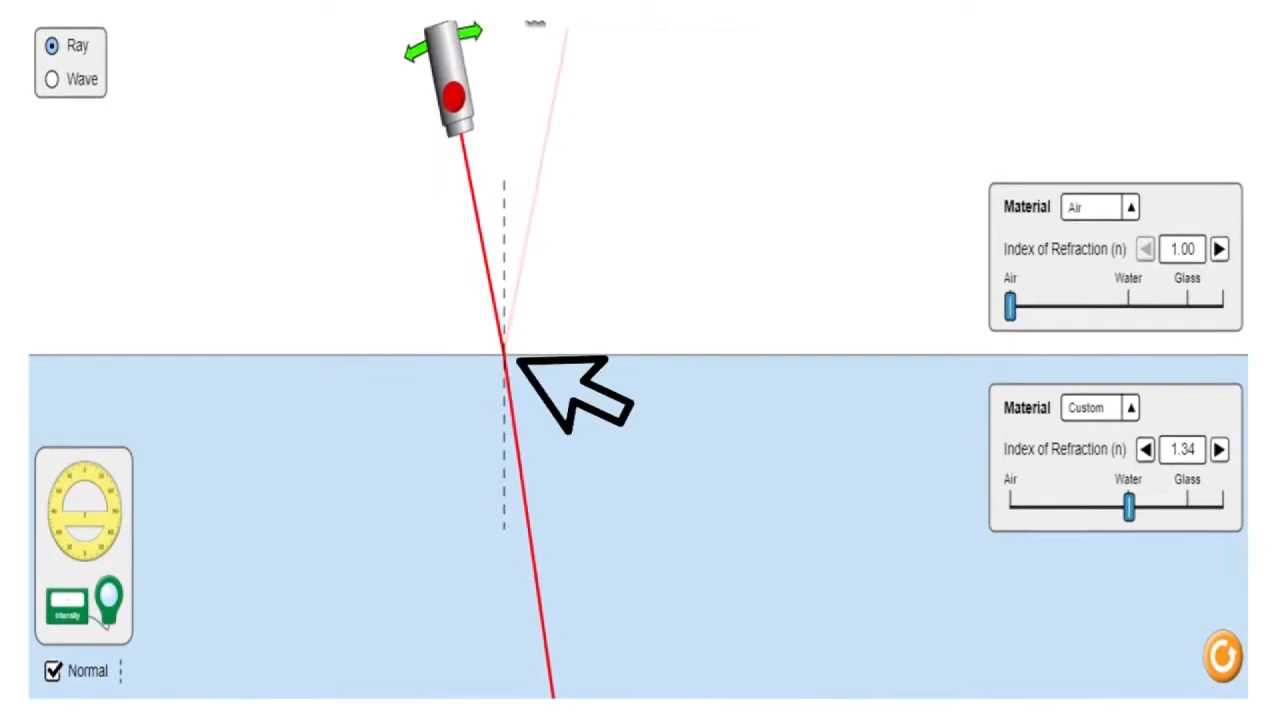 Ray
Wave
Material Air
Index of Refraction (n) 1.00
Air Water Glass
Material Custom
Index of Refraction (n) 1.34
Air Water Glass
Intensity
Normal